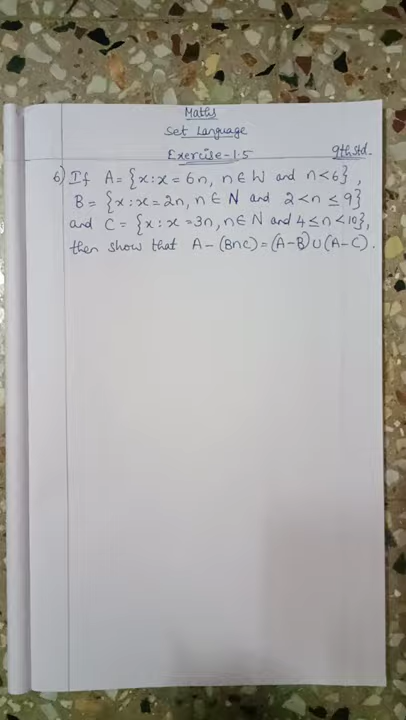 Maths
Set Language
Exercise-1.5 9th std.
6) If A = {x : x = 6n, n ∈ W and n < 6},
B = {x : x = 2n, n ∈ N and 2 < n ≤ 9}
and C = {x : x = 3n, n ∈ N and 4 ≤ n < 10},
then show that A - (B∩C) = (A-B) ∪ (A-C).